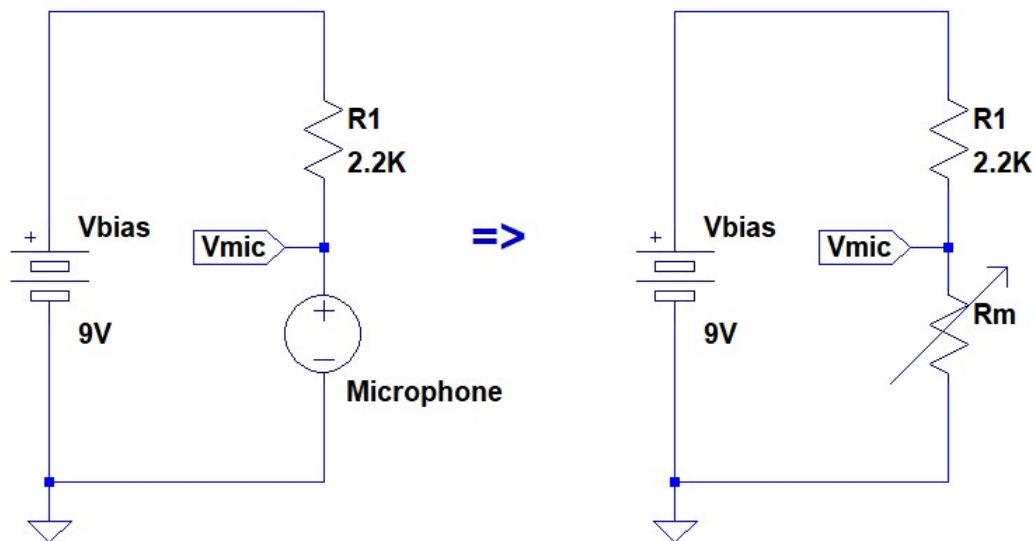 R1
2.2K
Vbias
Vmic
9V
Microphone
=>
R1
2.2K
Vbias
Vmic
Rm
9V